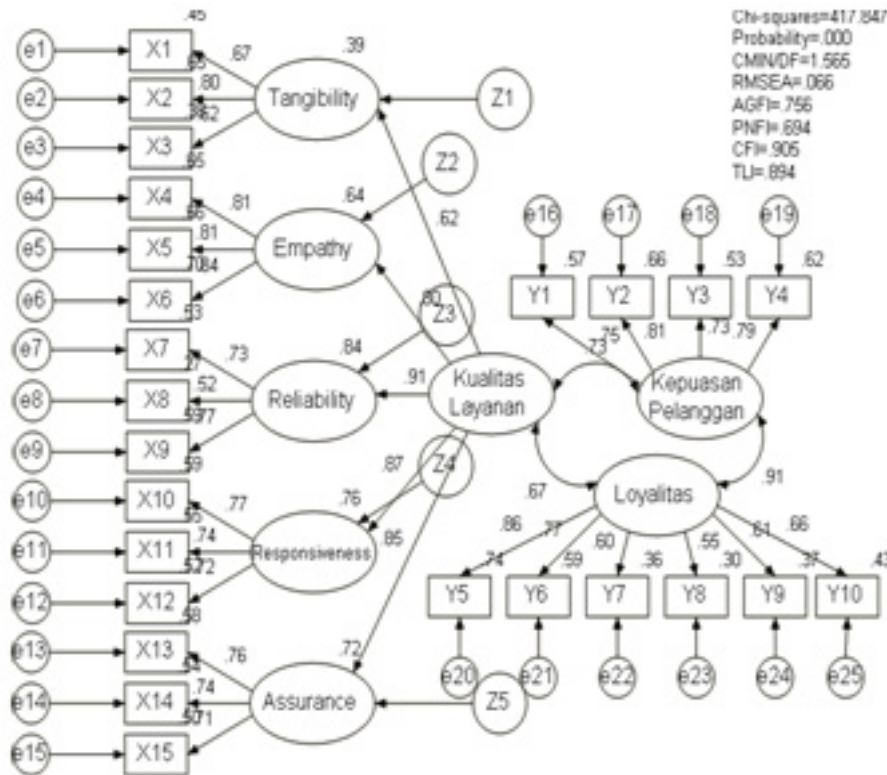 Chi-squares=417.847
Probability=.000
CMIN/DF=1.565
RMSEA=.066
AGFI=.756
PNFI=.694
CFI=.905
TLI=.894
.45
e1 X1 .67 .39
e2 X2 .80 Tangibility Z1
.62
e3 X3 Z2
e4 X4 .81 .64
e5 X5 .81 Empathy .62
.84
e6 X6 Z3
.53
e7 X7 .73 .84
e8 X8 .52 Reliability .91 Kualitas
Layanan
.77
e9 X9
.59
e10 X10 .77 .76 .87 Z4
e11 X11 .74 Responsiveness .85
.72
e12 X12
.58
e13 X13 .76 .72
e14 X14 .74 Assurance Z5
.71
e15 X15
e16 e17 e18 e19
.57 .66 .53 .62
Y1 Y2 Y3 Y4
.75 .81 .73 .79
.73 Kepuasan
Pelanggan
.67 Loyalitas .91
.86 .77 .60 .55 .61 .66
.74 .59 .36 .30 .37 .43
Y5 Y6 Y7 Y8 Y9 Y10
e20 e21 e22 e23 e24 e25